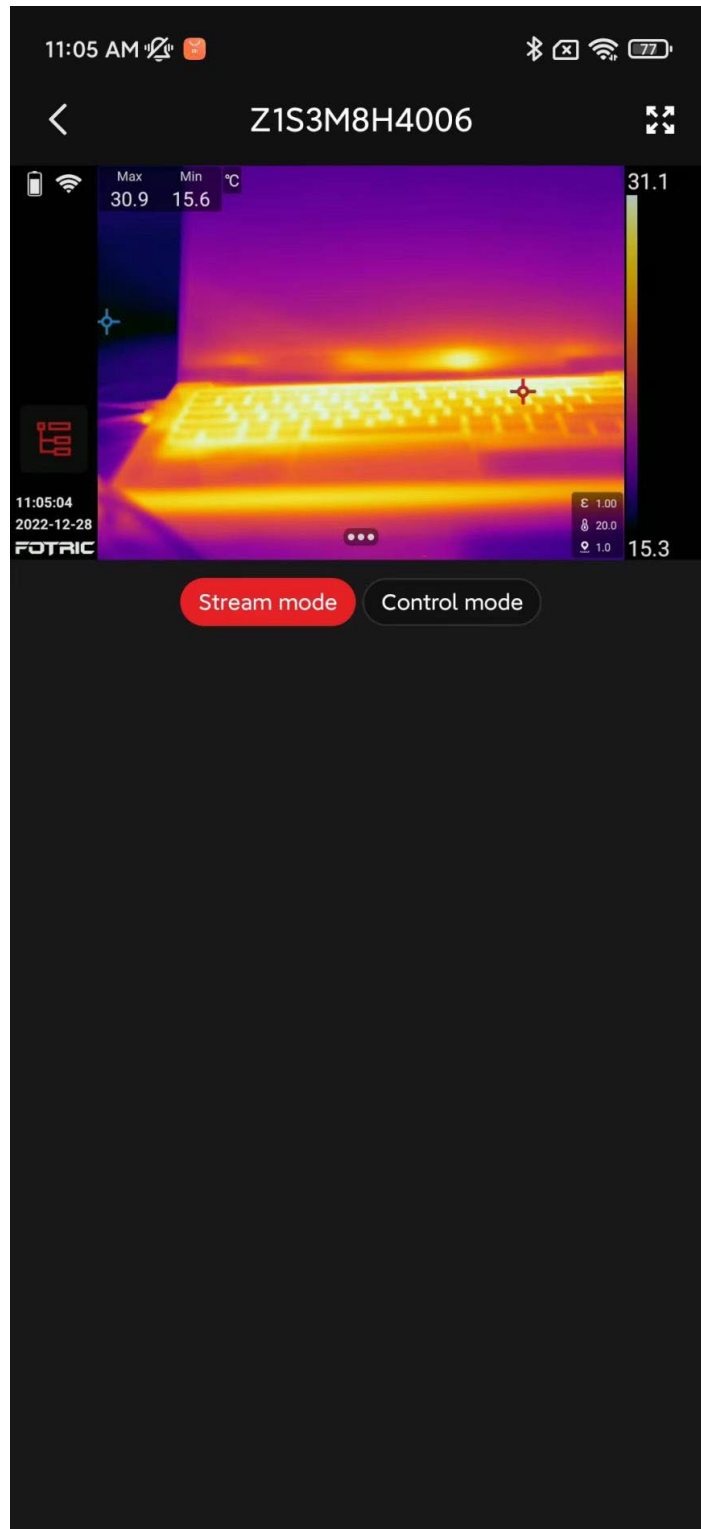 11:05 AM
77
Z1S3M8H4006
Max Min ℃
30.9 15.6
31.1
11:05:04
2022-12-28
FOTRIC
ε 1.00
20.0
1.0
15.3
Stream mode Control mode